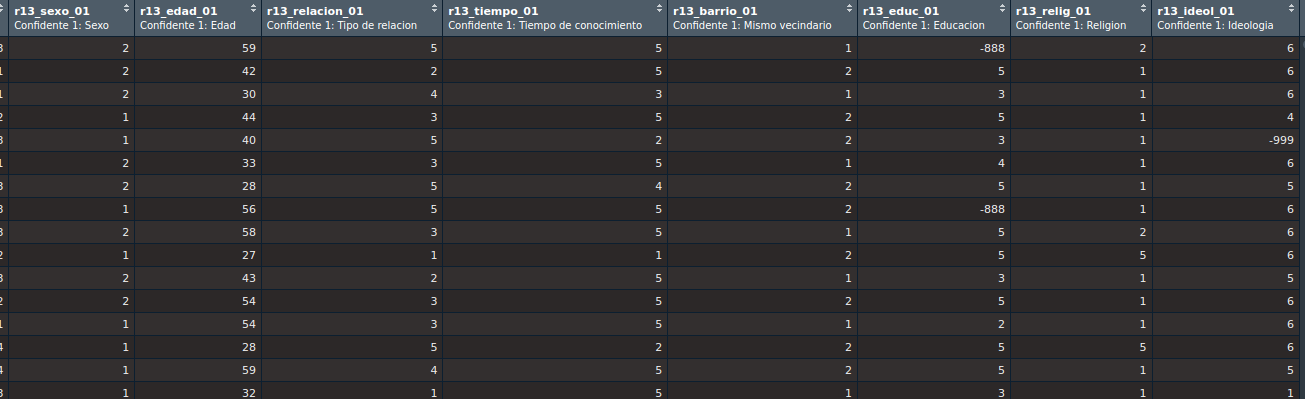 r13_sexo_01 r13_edad_01 r13_relacion_01 r13_tiempo_01 r13_barrio_01 r13_educ_01 r13_relig_01 r13_ideol_01
Confidente 1: Sexo Confidente 1: Edad Confidente 1: Tipo de relacion Confidente 1: Tiempo de conocimiento Confidente 1: Mismo vecindario Confidente 1: Educacion Confidente 1: Religion Confidente 1: Ideologia
3 2 59 5 5 1 -888 2 6
1 2 42 2 5 2 5 1 6
1 2 30 4 3 1 3 1 6
2 1 44 3 5 2 5 1 4
3 1 40 5 2 2 3 1 -999
1 2 33 3 5 1 4 1 6
3 2 28 5 4 2 5 1 5
3 1 56 5 5 2 -888 1 6
3 2 58 3 5 1 5 2 6
2 1 27 1 1 2 5 5 6
3 2 43 2 5 1 3 1 5
2 2 54 3 5 2 5 1 6
1 1 54 3 5 1 2 1 6
4 1 28 5 2 2 5 5 6
4 1 59 4 5 2 5 1 5
3 1 32 1 5 1 3 1 1